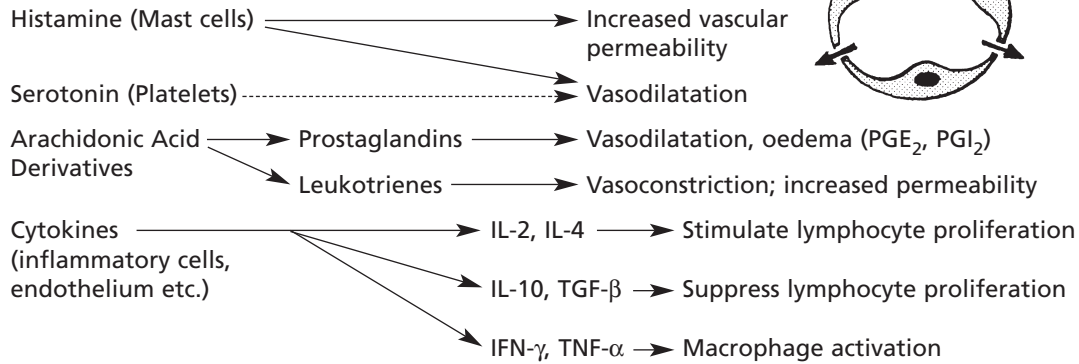 Histamine (Mast cells) Increased vascular
permeability
Serotonin (Platelets) Vasodilatation
Arachidonic Acid Prostaglandins Vasodilatation, oedema (PGE₂, PGI₂)
Derivatives
Leukotrienes Vasoconstriction; increased permeability
Cytokines IL-2, IL-4 Stimulate lymphocyte proliferation
(inflammatory cells,
endothelium etc.) IL-10, TGF-β Suppress lymphocyte proliferation
IFN-γ, TNF-α Macrophage activation